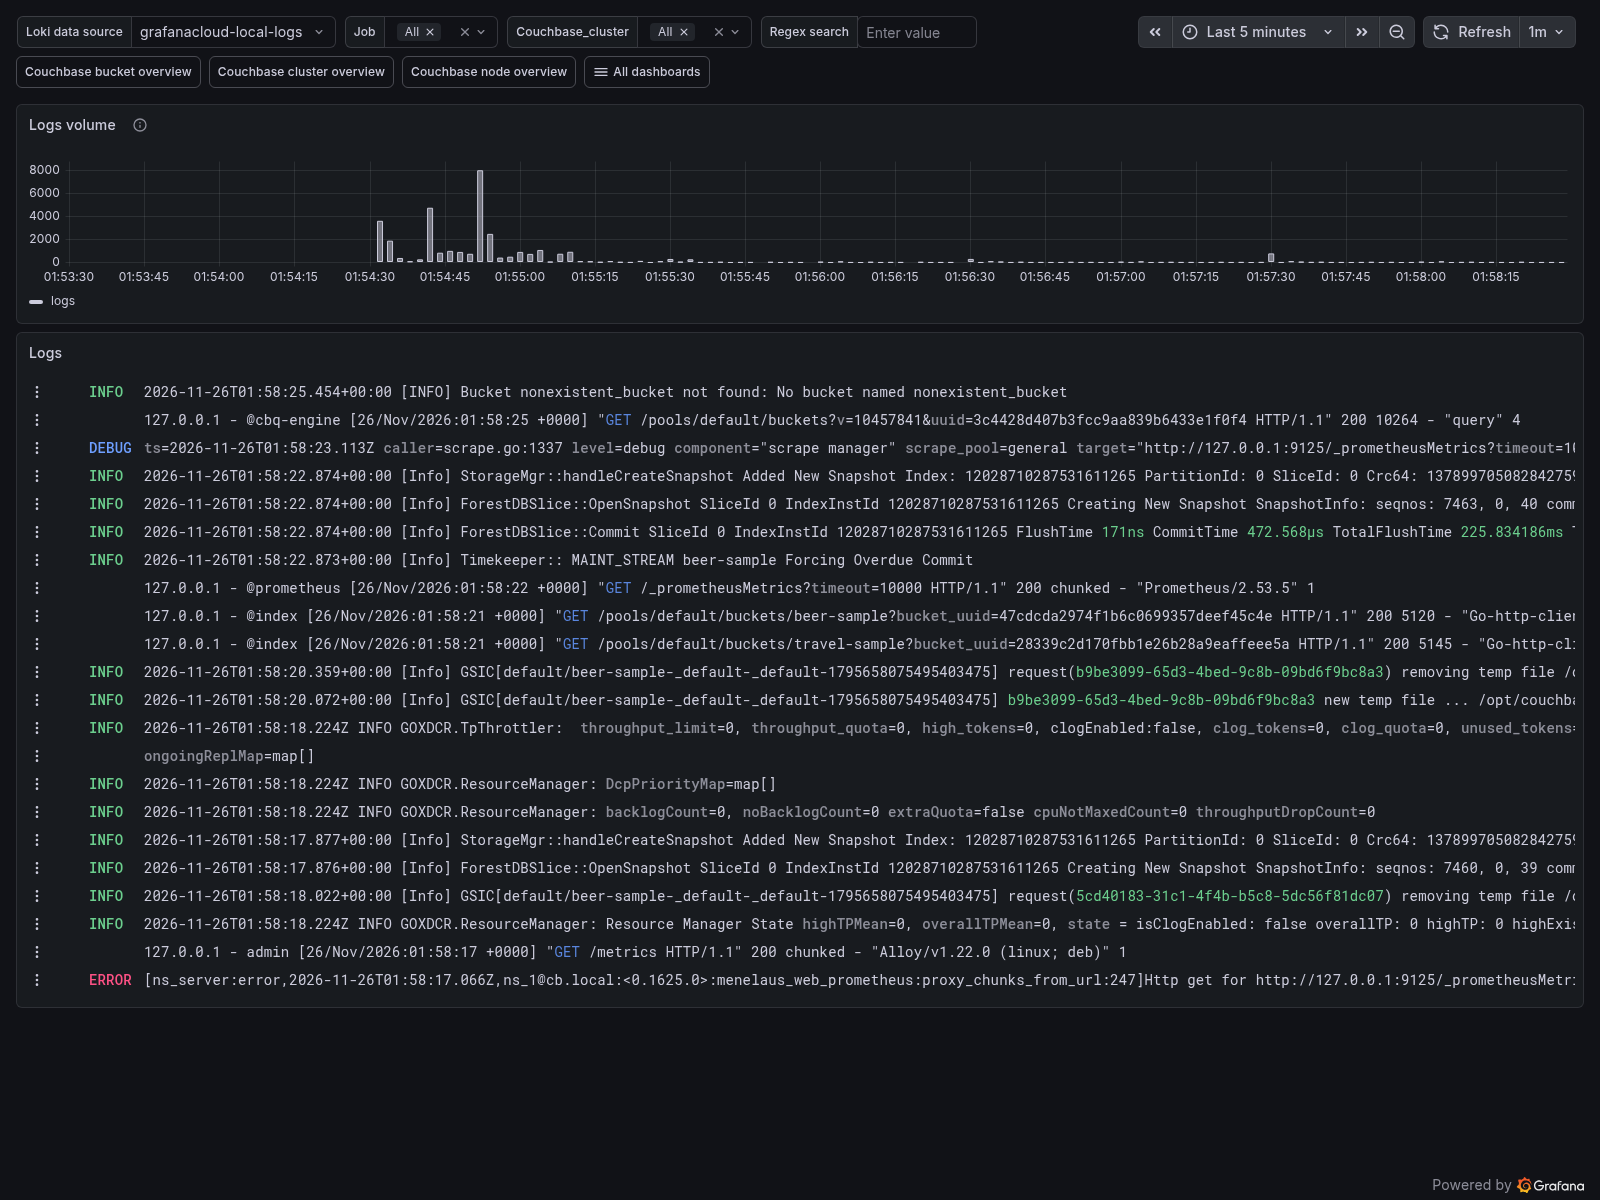 Loki data source grafanacloud-local-logs Job All Couchbase_cluster All Regex search Enter value Last 5 minutes Refresh 1m
Couchbase bucket overview Couchbase cluster overview Couchbase node overview All dashboards
Logs volume
8000
6000
4000
2000
0
01:53:30 01:53:45 01:54:00 01:54:15 01:54:30 01:54:45 01:55:00 01:55:15 01:55:30 01:55:45 01:56:00 01:56:15 01:56:30 01:56:45 01:57:00 01:57:15 01:57:30 01:57:45 01:58:00 01:58:15
logs
Logs
INFO 2026-11-26T01:58:25.454+00:00 [INFO] Bucket nonexistent_bucket not found: No bucket named nonexistent_bucket
127.0.0.1 - @cbq-engine [26/Nov/2026:01:58:25 +0000] "GET /pools/default/buckets?v=10457841&uuid=3c4428d407b3fcc9aa839b6433e1f0f4 HTTP/1.1" 200 10264 - "query" 4
DEBUG ts=2026-11-26T01:58:23.113Z caller=scrape.go:1337 level=debug component="scrape manager" scrape_pool=general target="http://127.0.0.1:9125/_prometheusMetrics?timeout=10
INFO 2026-11-26T01:58:22.874+00:00 [Info] StorageMgr::handleCreateSnapshot Added New Snapshot Index: 12028710287531611265 PartitionId: 0 SliceId: 0 Crc64: 137899705082842759
INFO 2026-11-26T01:58:22.874+00:00 [Info] ForestDBSlice::OpenSnapshot SliceId 0 IndexInstId 12028710287531611265 Creating New Snapshot SnapshotInfo: seqnos: 7463, 0, 40 comm
INFO 2026-11-26T01:58:22.874+00:00 [Info] ForestDBSlice::Commit SliceId 0 IndexInstId 12028710287531611265 FlushTime 171ns CommitTime 472.568µs TotalFlushTime 225.834186ms T
INFO 2026-11-26T01:58:22.873+00:00 [Info] Timekeeper:: MAINT_STREAM beer-sample Forcing Overdue Commit
127.0.0.1 - @prometheus [26/Nov/2026:01:58:22 +0000] "GET /_prometheusMetrics?timeout=10000 HTTP/1.1" 200 chunked - "Prometheus/2.53.5" 1
127.0.0.1 - @index [26/Nov/2026:01:58:21 +0000] "GET /pools/default/buckets/beer-sample?bucket_uuid=47cdcda2974f1b6c0699357deef45c4e HTTP/1.1" 200 5120 - "Go-http-clien
127.0.0.1 - @index [26/Nov/2026:01:58:21 +0000] "GET /pools/default/buckets/travel-sample?bucket_uuid=28339c2d170fbb1e26b28a9eaffeee5a HTTP/1.1" 200 5145 - "Go-http-cli
INFO 2026-11-26T01:58:20.359+00:00 [Info] GSIC[default/beer-sample-_default-_default-1795658075495403475] request(b9be3099-65d3-4bed-9c8b-09bd6f9bc8a3) removing temp file /o
INFO 2026-11-26T01:58:20.072+00:00 [Info] GSIC[default/beer-sample-_default-_default-1795658075495403475] b9be3099-65d3-4bed-9c8b-09bd6f9bc8a3 new temp file ... /opt/couchba
INFO 2026-11-26T01:58:18.224Z INFO GOXDCR.TpThrottler: throughput_limit=0, throughput_quota=0, high_tokens=0, clogEnabled:false, clog_tokens=0, clog_quota=0, unused_tokens=
ongoingReplMap=map[]
INFO 2026-11-26T01:58:18.224Z INFO GOXDCR.ResourceManager: DcpPriorityMap=map[]
INFO 2026-11-26T01:58:18.224Z INFO GOXDCR.ResourceManager: backlogCount=0, noBacklogCount=0 extraQuota=false cpuNotMaxedCount=0 throughputDropCount=0
INFO 2026-11-26T01:58:17.877+00:00 [Info] StorageMgr::handleCreateSnapshot Added New Snapshot Index: 12028710287531611265 PartitionId: 0 SliceId: 0 Crc64: 137899705082842759
INFO 2026-11-26T01:58:17.876+00:00 [Info] ForestDBSlice::OpenSnapshot SliceId 0 IndexInstId 12028710287531611265 Creating New Snapshot SnapshotInfo: seqnos: 7460, 0, 39 comm
INFO 2026-11-26T01:58:18.022+00:00 [Info] GSIC[default/beer-sample-_default-_default-1795658075495403475] request(5cd40183-31c1-4f4b-b5c8-5dc56f81dc07) removing temp file /o
INFO 2026-11-26T01:58:18.224Z INFO GOXDCR.ResourceManager: Resource Manager State highTPMean=0, overallTPMean=0, state = isClogEnabled: false overallTP: 0 highTP: 0 highExis
127.0.0.1 - admin [26/Nov/2026:01:58:17 +0000] "GET /metrics HTTP/1.1" 200 chunked - "Alloy/v1.22.0 (linux; deb)" 1
ERROR [ns_server:error,2026-11-26T01:58:17.066Z,ns_1@cb.local:<0.1625.0>:menelaus_web_prometheus:proxy_chunks_from_url:247]Http get for http://127.0.0.1:9125/_prometheusMetri
Powered by Grafana